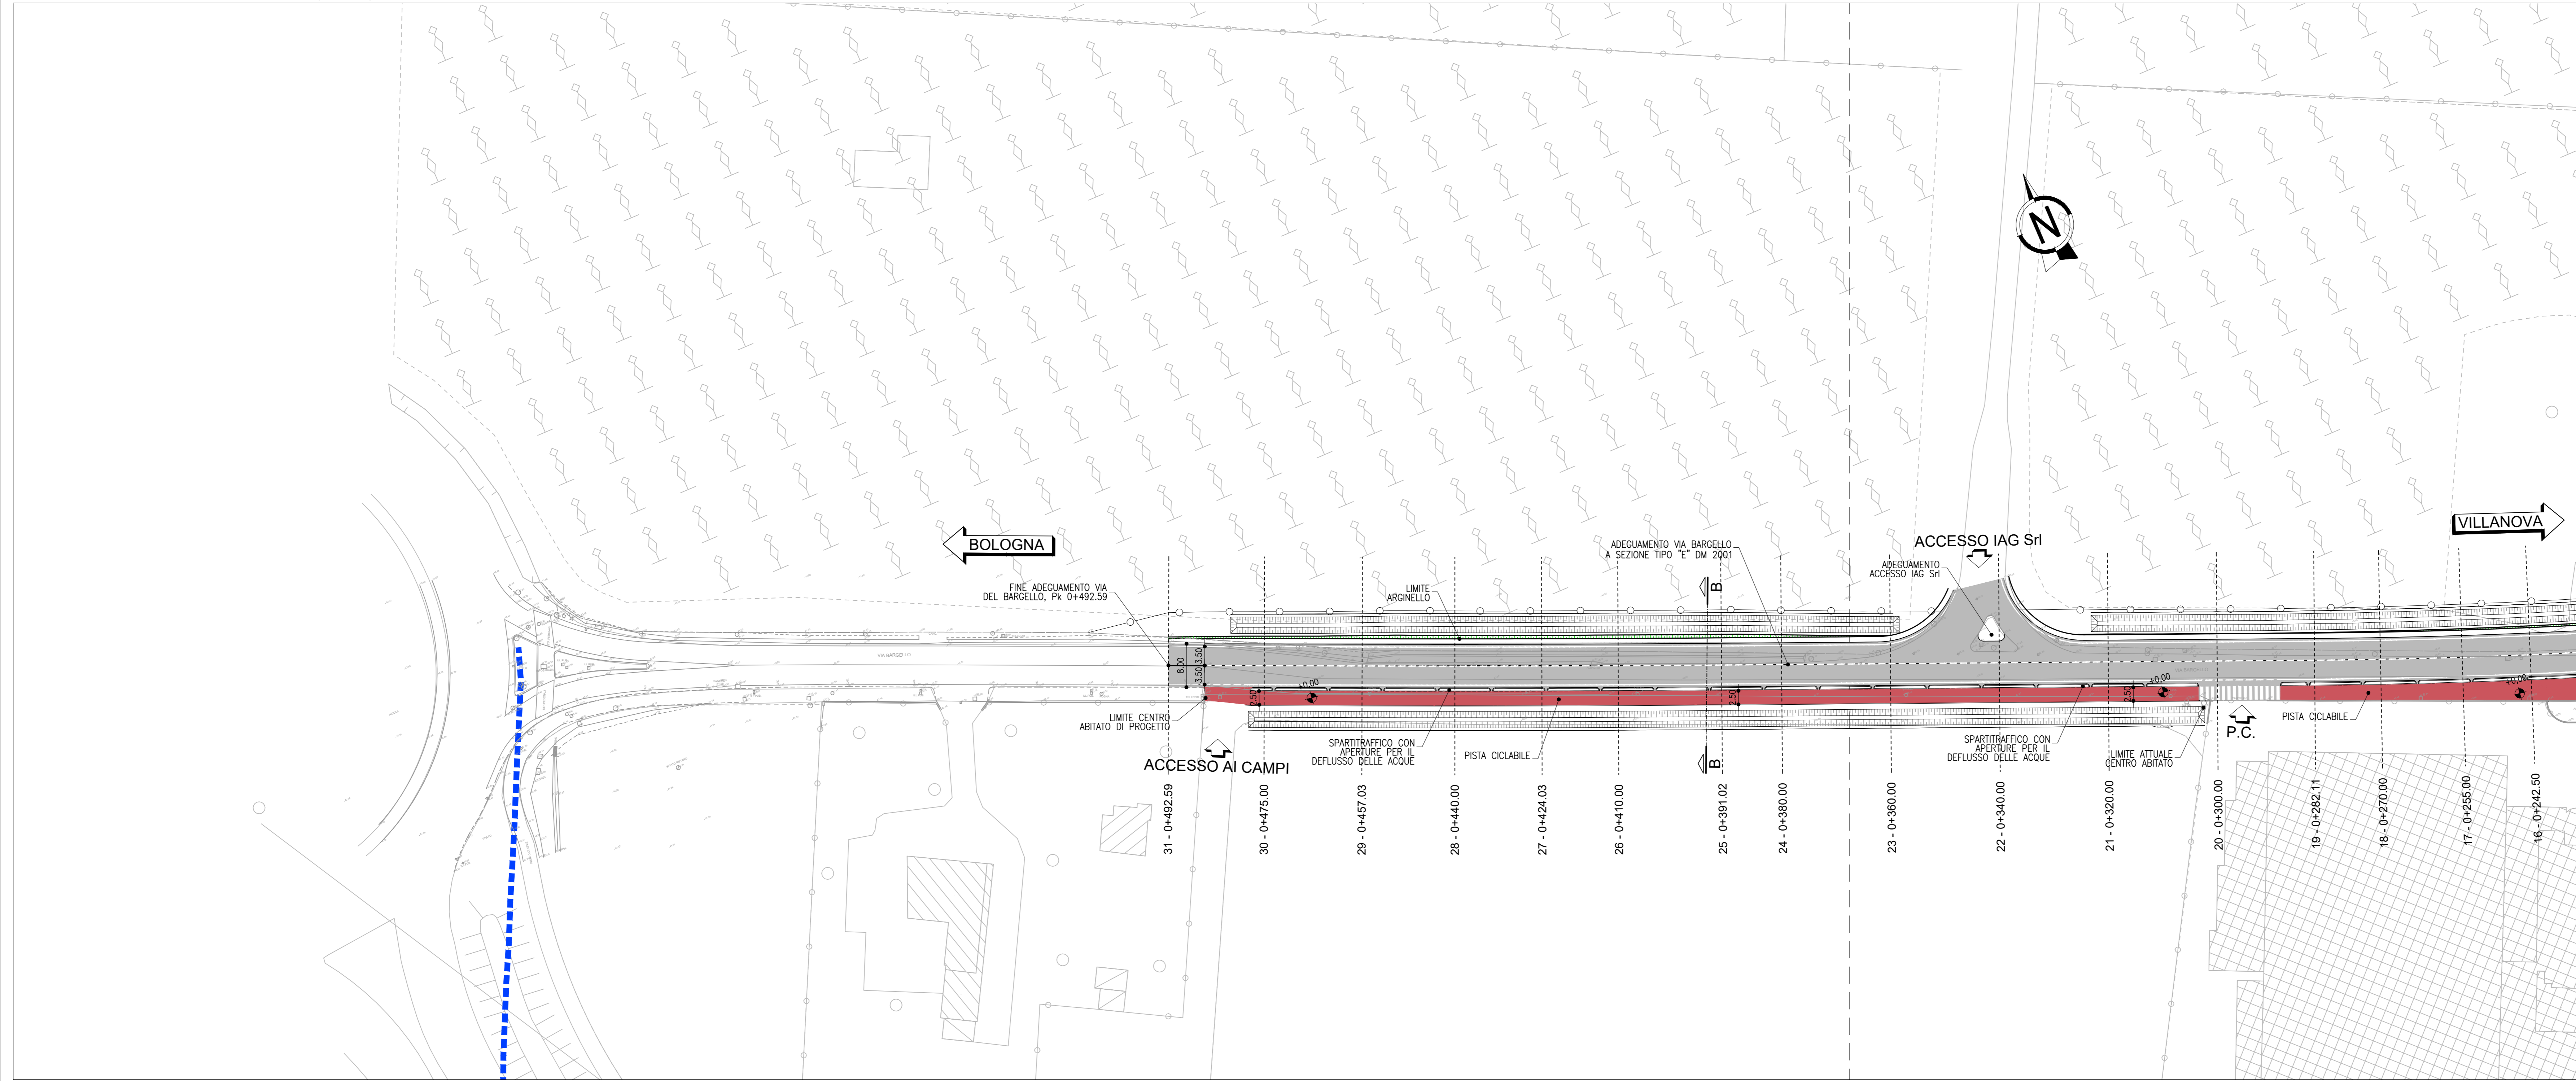 N
BOLOGNA
VILLANOVA
FINE ADEGUAMENTO VIA
DEL BARGELLO, Pk 0+492.59
LIMITE
ARGINELLO
ADEGUAMENTO VIA BARGELLO
A SEZIONE TIPO "E" DM 2001
B
ADEGUAMENTO
ACCESSO IAG Srl
ACCESSO IAG Srl
VIA BARGELLO
8.00
3.50
3.50
2.50
+0,00
2.50
2.50
+0,00
+0,00
LIMITE CENTRO
ABITATO DI PROGETTO
ACCESSO AI CAMPI
SPARTITRAFFICO CON
APERTURE PER IL
DEFLUSSO DELLE ACQUE
PISTA CICLABILE
B
SPARTITRAFFICO CON
APERTURE PER IL
DEFLUSSO DELLE ACQUE
LIMITE ATTUALE
CENTRO ABITATO
P.C.
PISTA CICLABILE
31 - 0+492.59
30 - 0+475.00
29 - 0+457.03
28 - 0+440.00
27 - 0+424.03
26 - 0+410.00
25 - 0+391.02
24 - 0+380.00
23 - 0+360.00
22 - 0+340.00
21 - 0+320.00
20 - 0+300.00
19 - 0+282.11
18 - 0+270.00
17 - 0+255.00
16 - 0+242.50